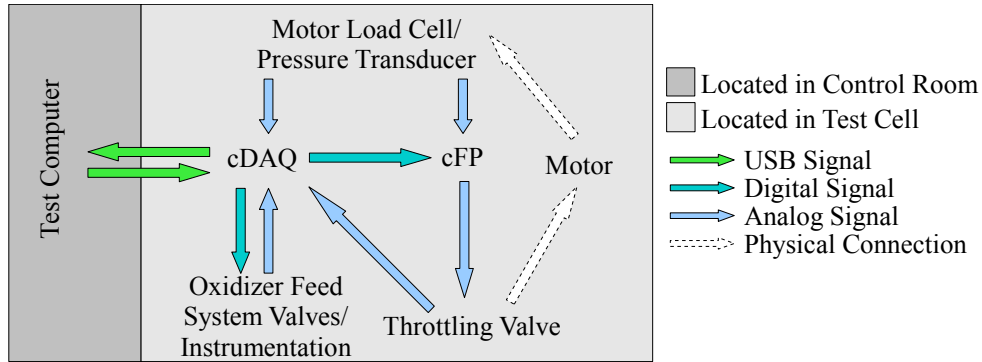 Test Computer
Motor Load Cell/
Pressure Transducer
cDAQ
cFP
Motor
Oxidizer Feed
System Valves/
Instrumentation
Throttling Valve
Located in Control Room
Located in Test Cell
USB Signal
Digital Signal
Analog Signal
Physical Connection